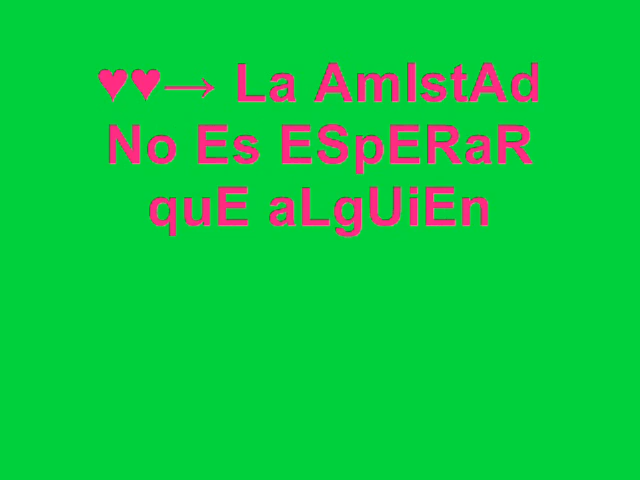 ♥♥→ La AmIstAd
No Es ESpERaR
quE aLgUiEn